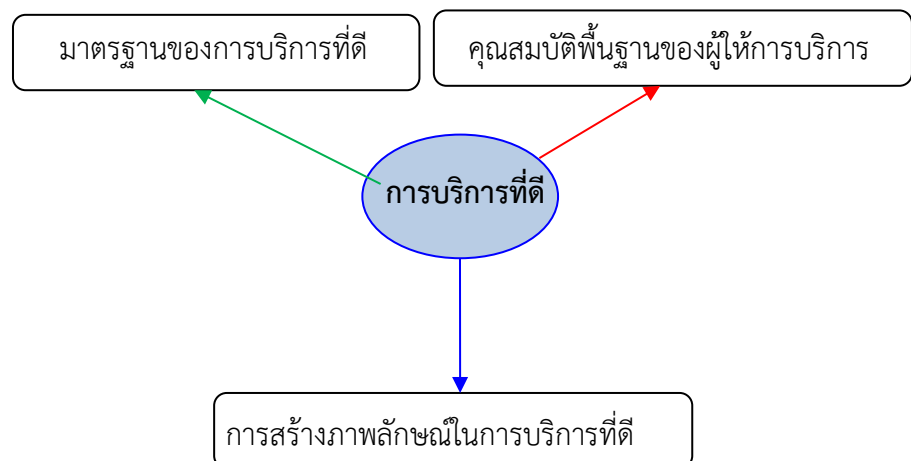 มาตรฐานของการบริการที่ดี
คุณสมบัติพื้นฐานของผู้ให้การบริการ
การบริการที่ดี
การสร้างภาพลักษณ์ในการบริการที่ดี